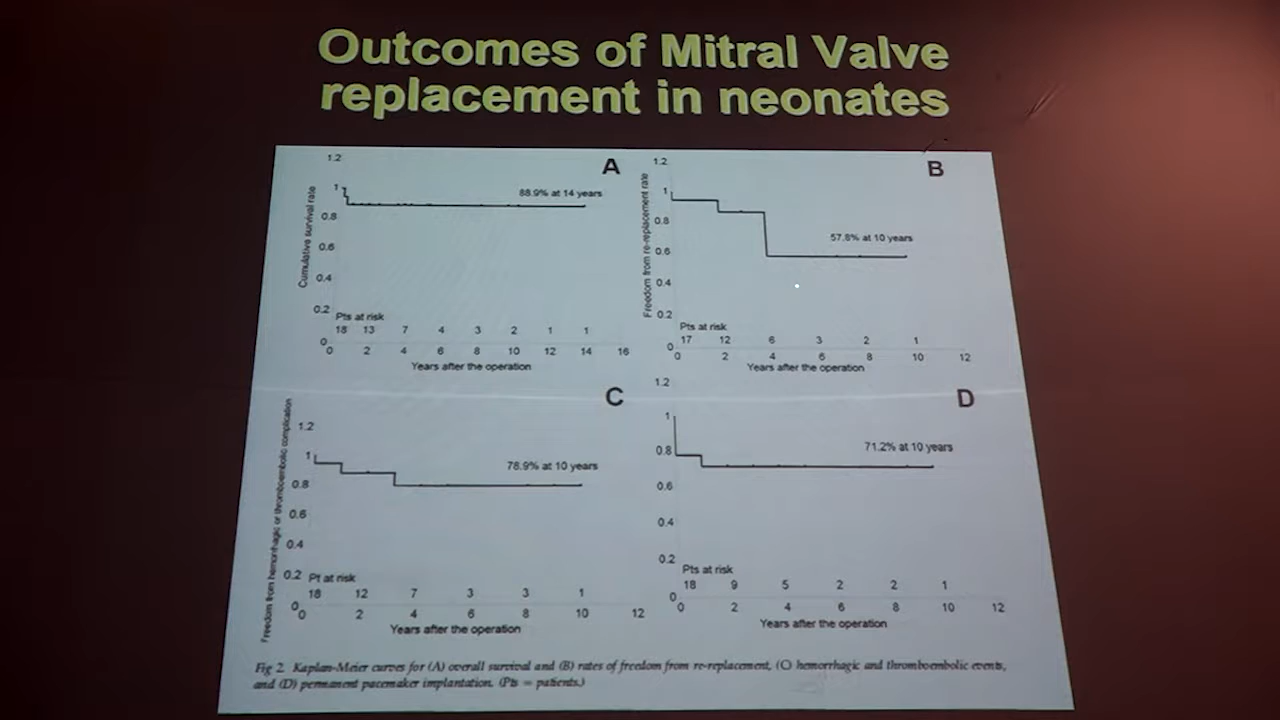 Outcomes of Mitral Valve
replacement in neonates
A
1.2
1
0.8
0.6
0.4
0.2
0
Cumulative survival rate
88.9% at 14 years
Pts at risk
18 13 7 4 3 2 1 1
0 2 4 6 8 10 12 14 16
Years after the operation
B
1.2
1
0.8
0.6
0.4
0.2
0
Freedom from re-replacement rate
57.8% at 10 years
Pts at risk
17 12 6 3 2 1
0 2 4 6 8 10 12
Years after the operation
C
1.2
1
0.8
0.6
0.4
0.2
0
Freedom from hemorrhagic or thromboembolic complication
78.9% at 10 years
Pt at risk
18 12 7 3 3 1
0 2 4 6 8 10 12
Years after the operation
D
1.2
1
0.8
0.6
0.4
0.2
0
71.2% at 10 years
Pts at risk
18 9 5 2 2 1
0 2 4 6 8 10 12
Years after the operation
Fig 2. Kaplan-Meier curves for (A) overall survival and (B) rates of freedom from re-replacement, (C) hemorrhagic and thromboembolic events,
and (D) permanent pacemaker implantation. (Pts = patients.)